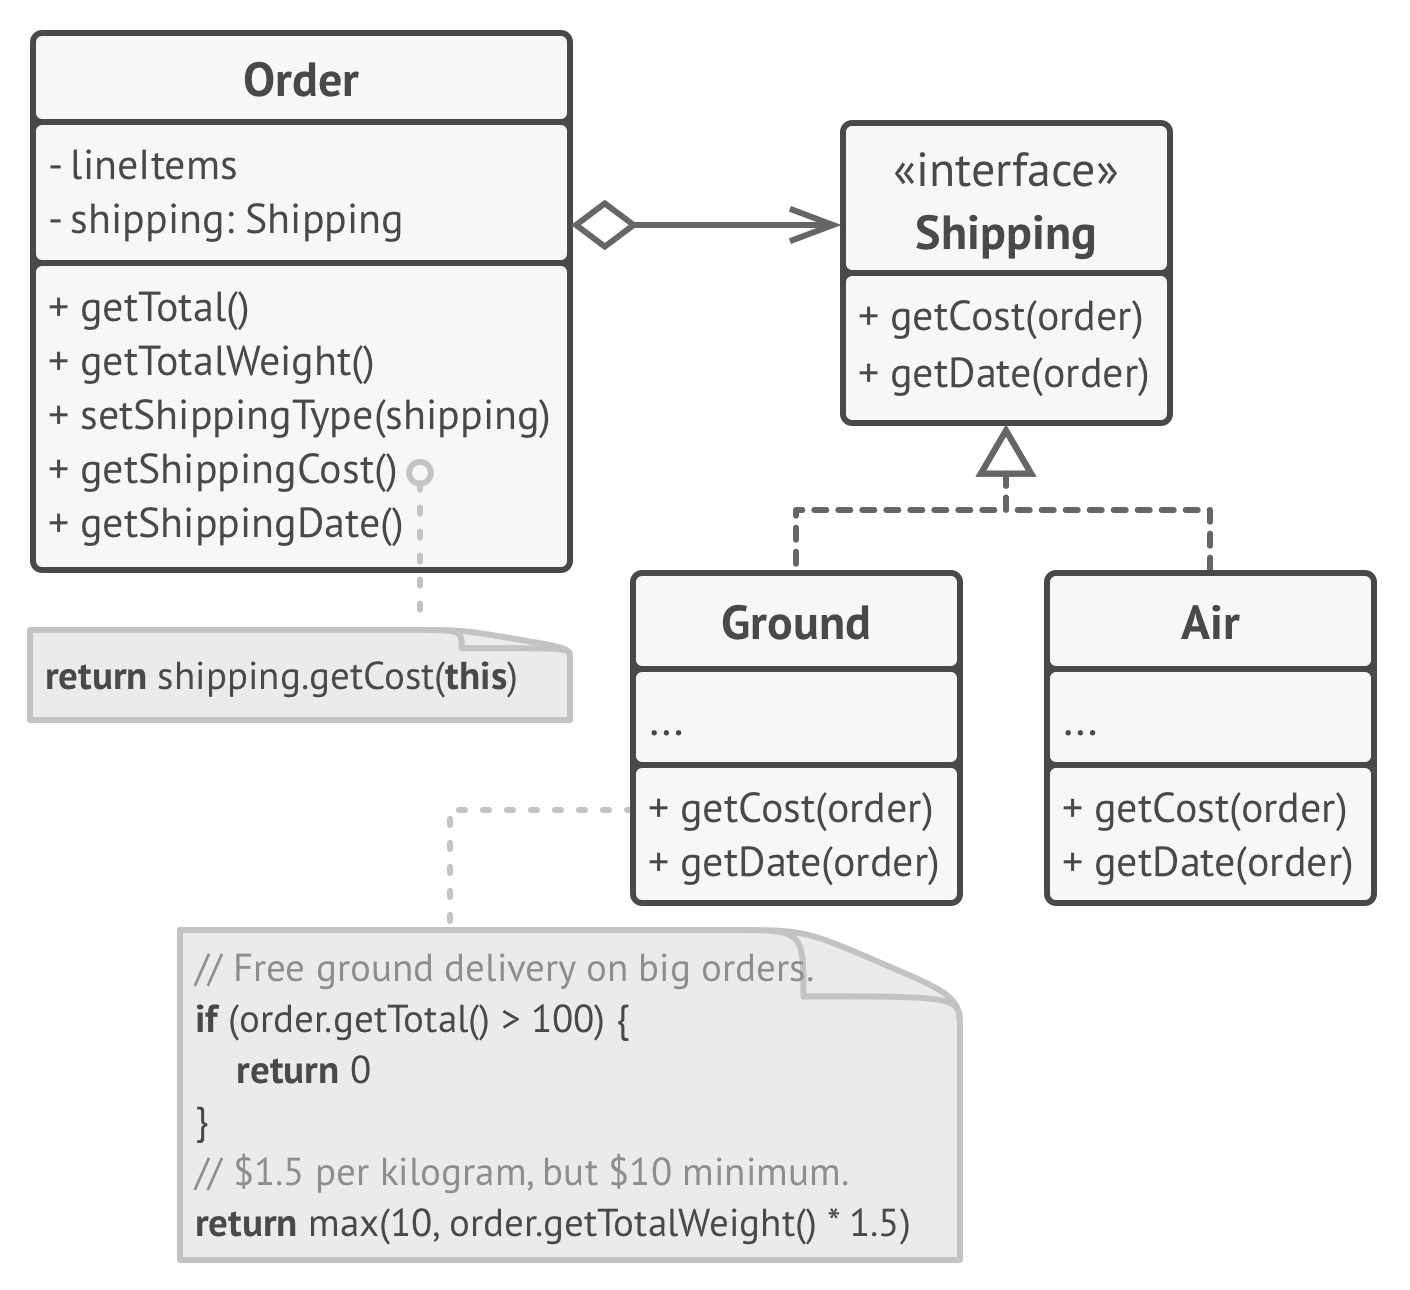 Order
- lineItems
- shipping: Shipping
+ getTotal()
+ getTotalWeight()
+ setShippingType(shipping)
+ getShippingCost()
+ getShippingDate()
return shipping.getCost(this)
«interface»
Shipping
+ getCost(order)
+ getDate(order)
Ground
...
+ getCost(order)
+ getDate(order)
Air
...
+ getCost(order)
+ getDate(order)
// Free ground delivery on big orders.
if (order.getTotal() > 100) {
    return 0
}
// $1.5 per kilogram, but $10 minimum.
return max(10, order.getTotalWeight() * 1.5)